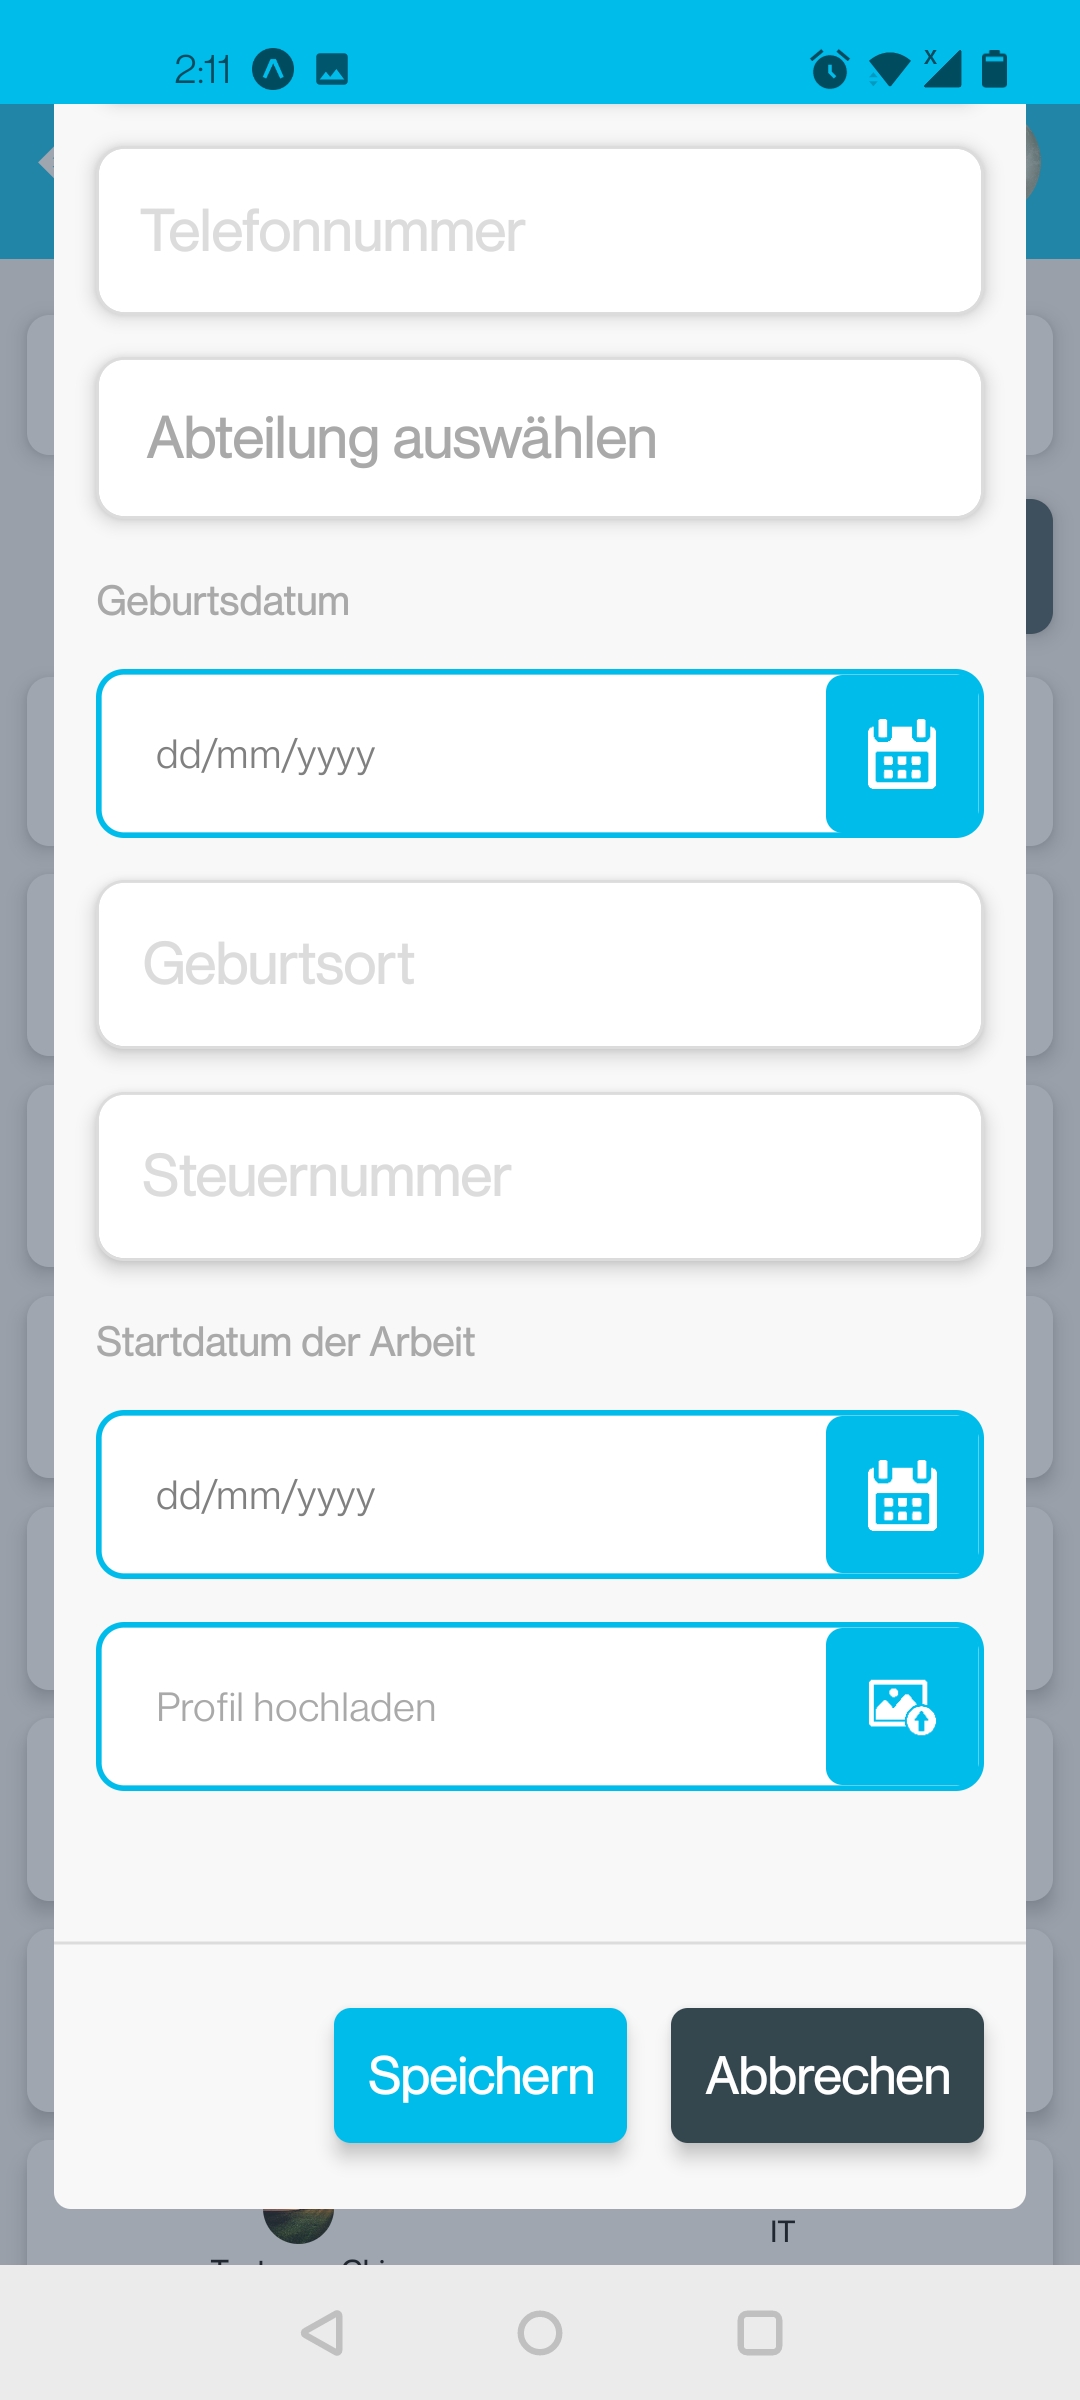 2:11
Telefonnummer
Abteilung auswählen
Geburtsdatum
dd/mm/yyyy
Geburtsort
Steuernummer
Startdatum der Arbeit
dd/mm/yyyy
Profil hochladen
Speichern
Abbrechen
IT